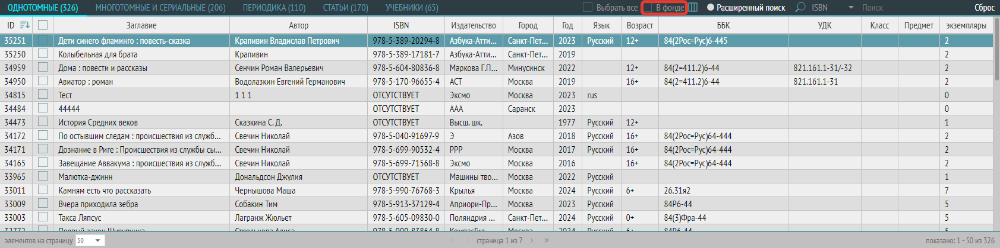 ОДНОТОМНЫЕ (326) МНОГОТОМНЫЕ И СЕРИАЛЬНЫЕ (206) ПЕРИОДИКА (110) СТАТЬИ (170) УЧЕБНИКИ (65) Выбрать все В фонде Расширенный поиск ISBN Поиск Сброс
ID Заглавие Автор ISBN Издательство Город Год Язык Возраст ББК УДК Класс Предмет экземпляры
35251 Дети синего фламинго : повесть-сказка Крапивин Владислав Петрович 978-5-389-20294-8 Азбука-Атти... Санкт-Пет... 2023 Русский 12+ 84(2Рос=Рус)6-445 2
35250 Колыбельная для брата Крапивин 978-5-389-17181-7 Азбука-Атти... Санкт-Пет... 2019 2
34959 Дома : повести и рассказы Сенчин Роман Валерьевич 978-5-604-80836-8 Маркова Г.П... Минусинск 2022 12+ 84(2=411.2)6-44 821.161.1-31/-32 2
34950 Авиатор : роман Водолазкин Евгений Германович 978-5-170-96655-4 АСТ Москва 2019 16+ 84(2=411.2)6-44 821.161.1-31 2
34815 Тест 1 1 1 ОТСУТСТВУЕТ Эксмо Москва 2023 rus 0
34484 44444 ОТСУТСТВУЕТ ААА Саранск 2023 0
34473 История Средних веков Сказкина С. Д. ОТСУТСТВУЕТ Высш. шк. 1977 Русский 12+ 1
34172 По остывшим следам : происшествия из служб... Свечин Николай 978-5-040-91697-9 Э Азов 2018 Русский 16+ 84(2Рос=Рус)64-444 2
34171 Дознание в Риге : Происшествия из службы сы... Свечин Николай 978-5-699-90532-4 РРР Москва 2017 Русский 16+ 84(2Рос=Рус)64-444 2
34165 Завещание Аввакума : происшествия из служб... Свечин Николай 978-5-699-71568-8 Эксмо Москва 2016 16+ 84(2Рос=Рус)64-444 2
33965 Малютка-джинн Дональдсон Джулия ОТСУТСТВУЕТ Машины тво... Москва 2022 Русский 1
33011 Камням есть что рассказать Чернышова Маша 978-5-990-76768-3 Крылья Москва 2024 Русский 6+ 26.31я2 7
33009 Вчера приходила зебра Собакин Тим 978-5-913-37129-4 Априори-Пр... Москва 2023 Русский 84Р6-44 5
33003 Такса Ляпсус Лагранж Жюльет 978-5-605-09830-0 Поляндрия ... Санкт-Пет... 2024 Русский 0+ 84(3)Фра-44 5
элементов на страницу 50 страница 1 из 7 показано: 1 - 50 из 326